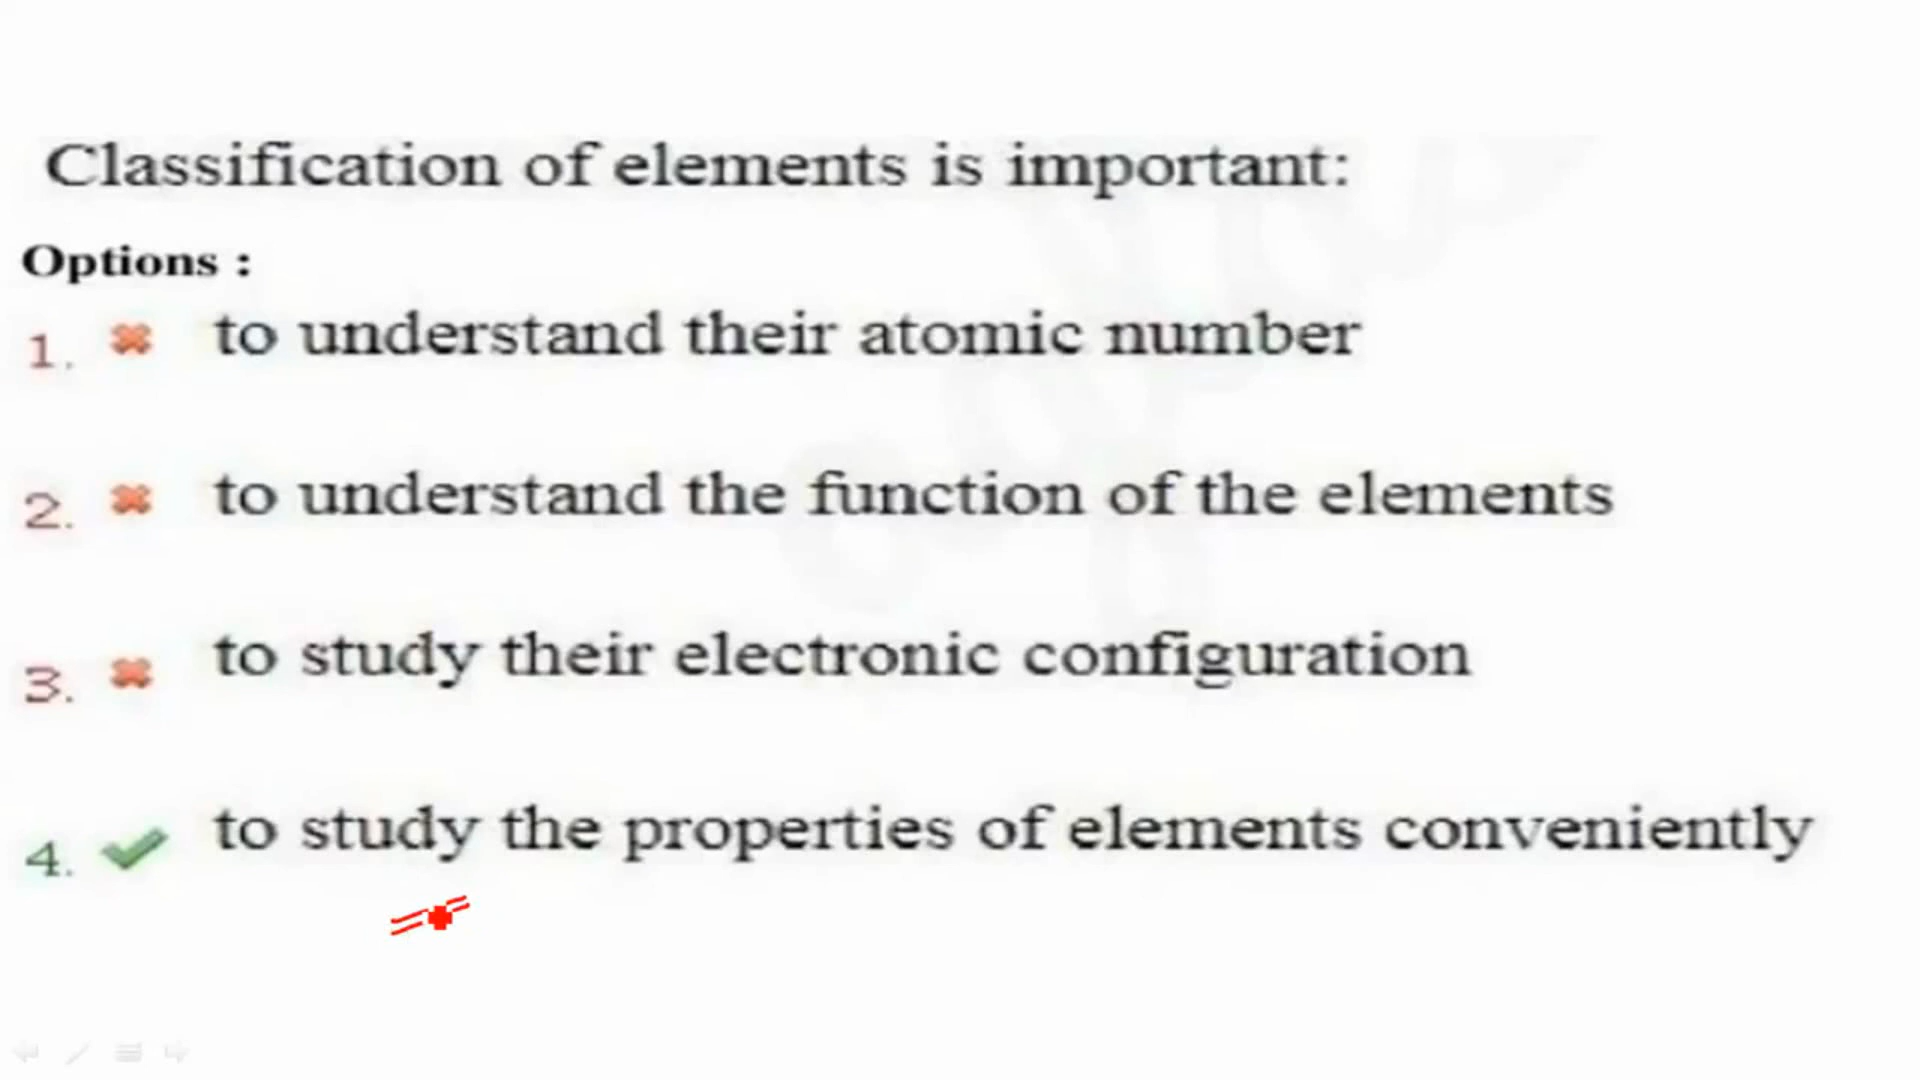 Classification of elements is important:
Options :
1. to understand their atomic number
2. to understand the function of the elements
3. to study their electronic configuration
4. to study the properties of elements conveniently